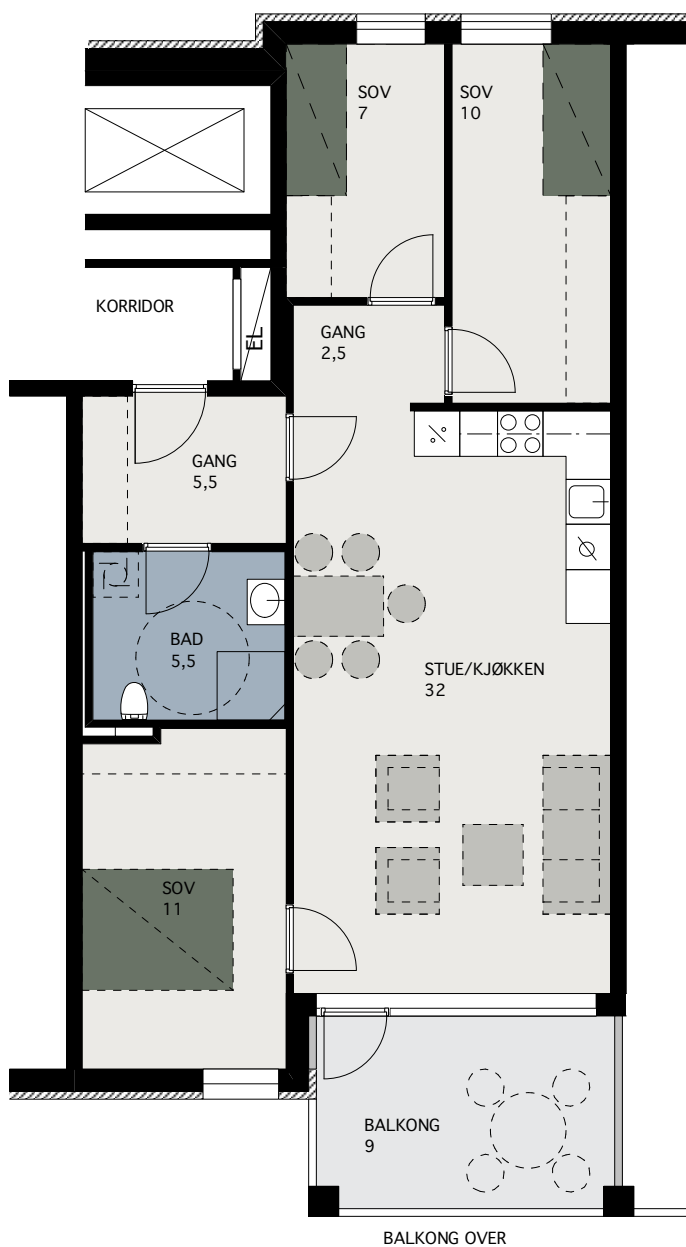 SOV
7
SOV
10
KORRIDOR
EL
GANG
2,5
GANG
5,5
BAD
5,5
STUE/KJØKKEN
32
SOV
11
BALKONG
9
BALKONG OVER